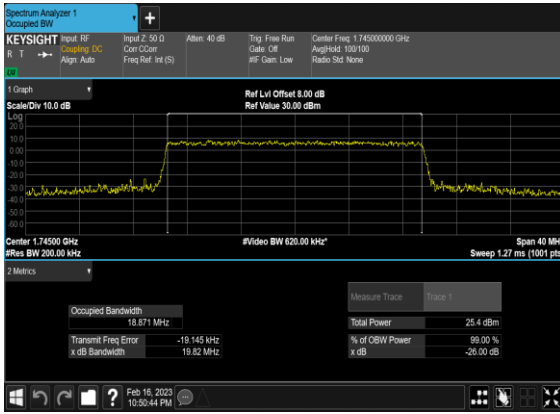 Spectrum Analyzer 1
Occupied BW
KEYSIGHT
R T
LW
Input: RF
Coupling: DC
Align: Auto
Input Z: 50 Ω
Corr CCorr
Freq Ref: Int (S)
Atten: 40 dB
Trig: Free Run
Gate: Off
#IF Gain: Low
Center Freq: 1.745000000 GHz
Avg|Hold: 100/100
Radio Std: None
1 Graph
Scale/Div 10.0 dB
Ref Lvl Offset 8.00 dB
Ref Value 30.00 dBm
Log
20.0
10.0
0.00
-10.0
-20.0
-30.0
-40.0
-50.0
-60.0
Center 1.74500 GHz
#Res BW 200.00 kHz
#Video BW 620.00 kHz*
Span 40 MH
Sweep 1.27 ms (1001 pts
2 Metrics
Measure Trace Trace 1
Occupied Bandwidth
18.871 MHz
Total Power 25.4 dBm
Transmit Freq Error -19.145 kHz
x dB Bandwidth 19.82 MHz
% of OBW Power 99.00 %
x dB -26.00 dB
?
Feb 16, 2023
10:50:44 PM